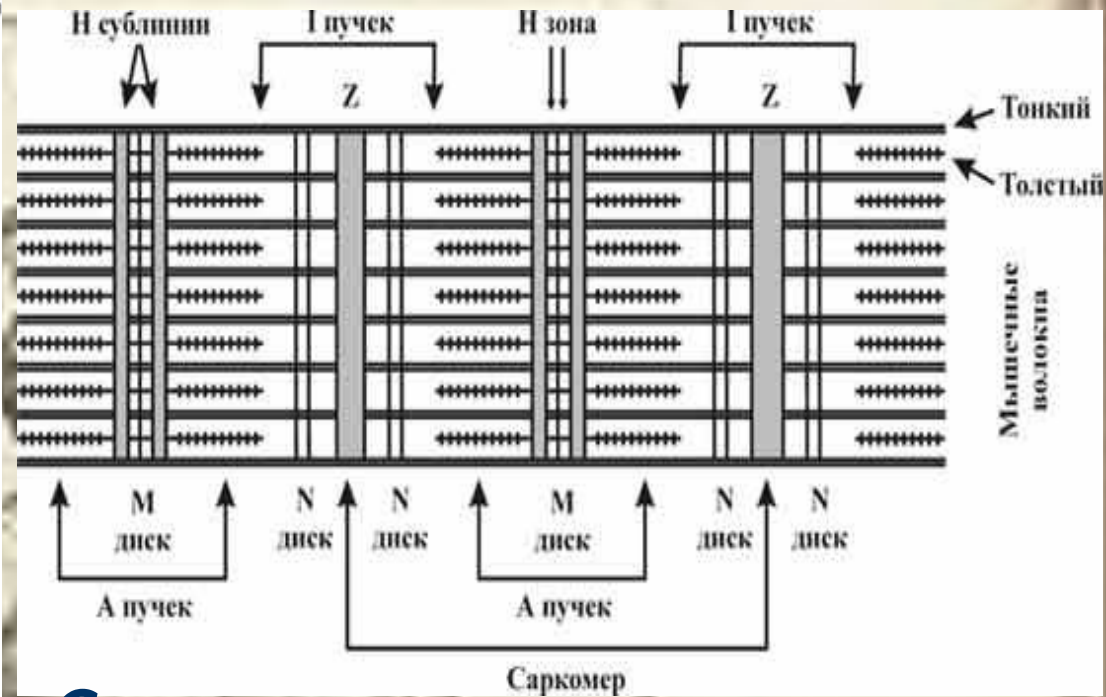 H сублинии
I пучек
H зона
I пучек
Z
Z
Тонкий
Толстый
Мышечные
волокна
M
диск
N
диск
N
диск
M
диск
N
диск
N
диск
A пучек
A пучек
Саркомер